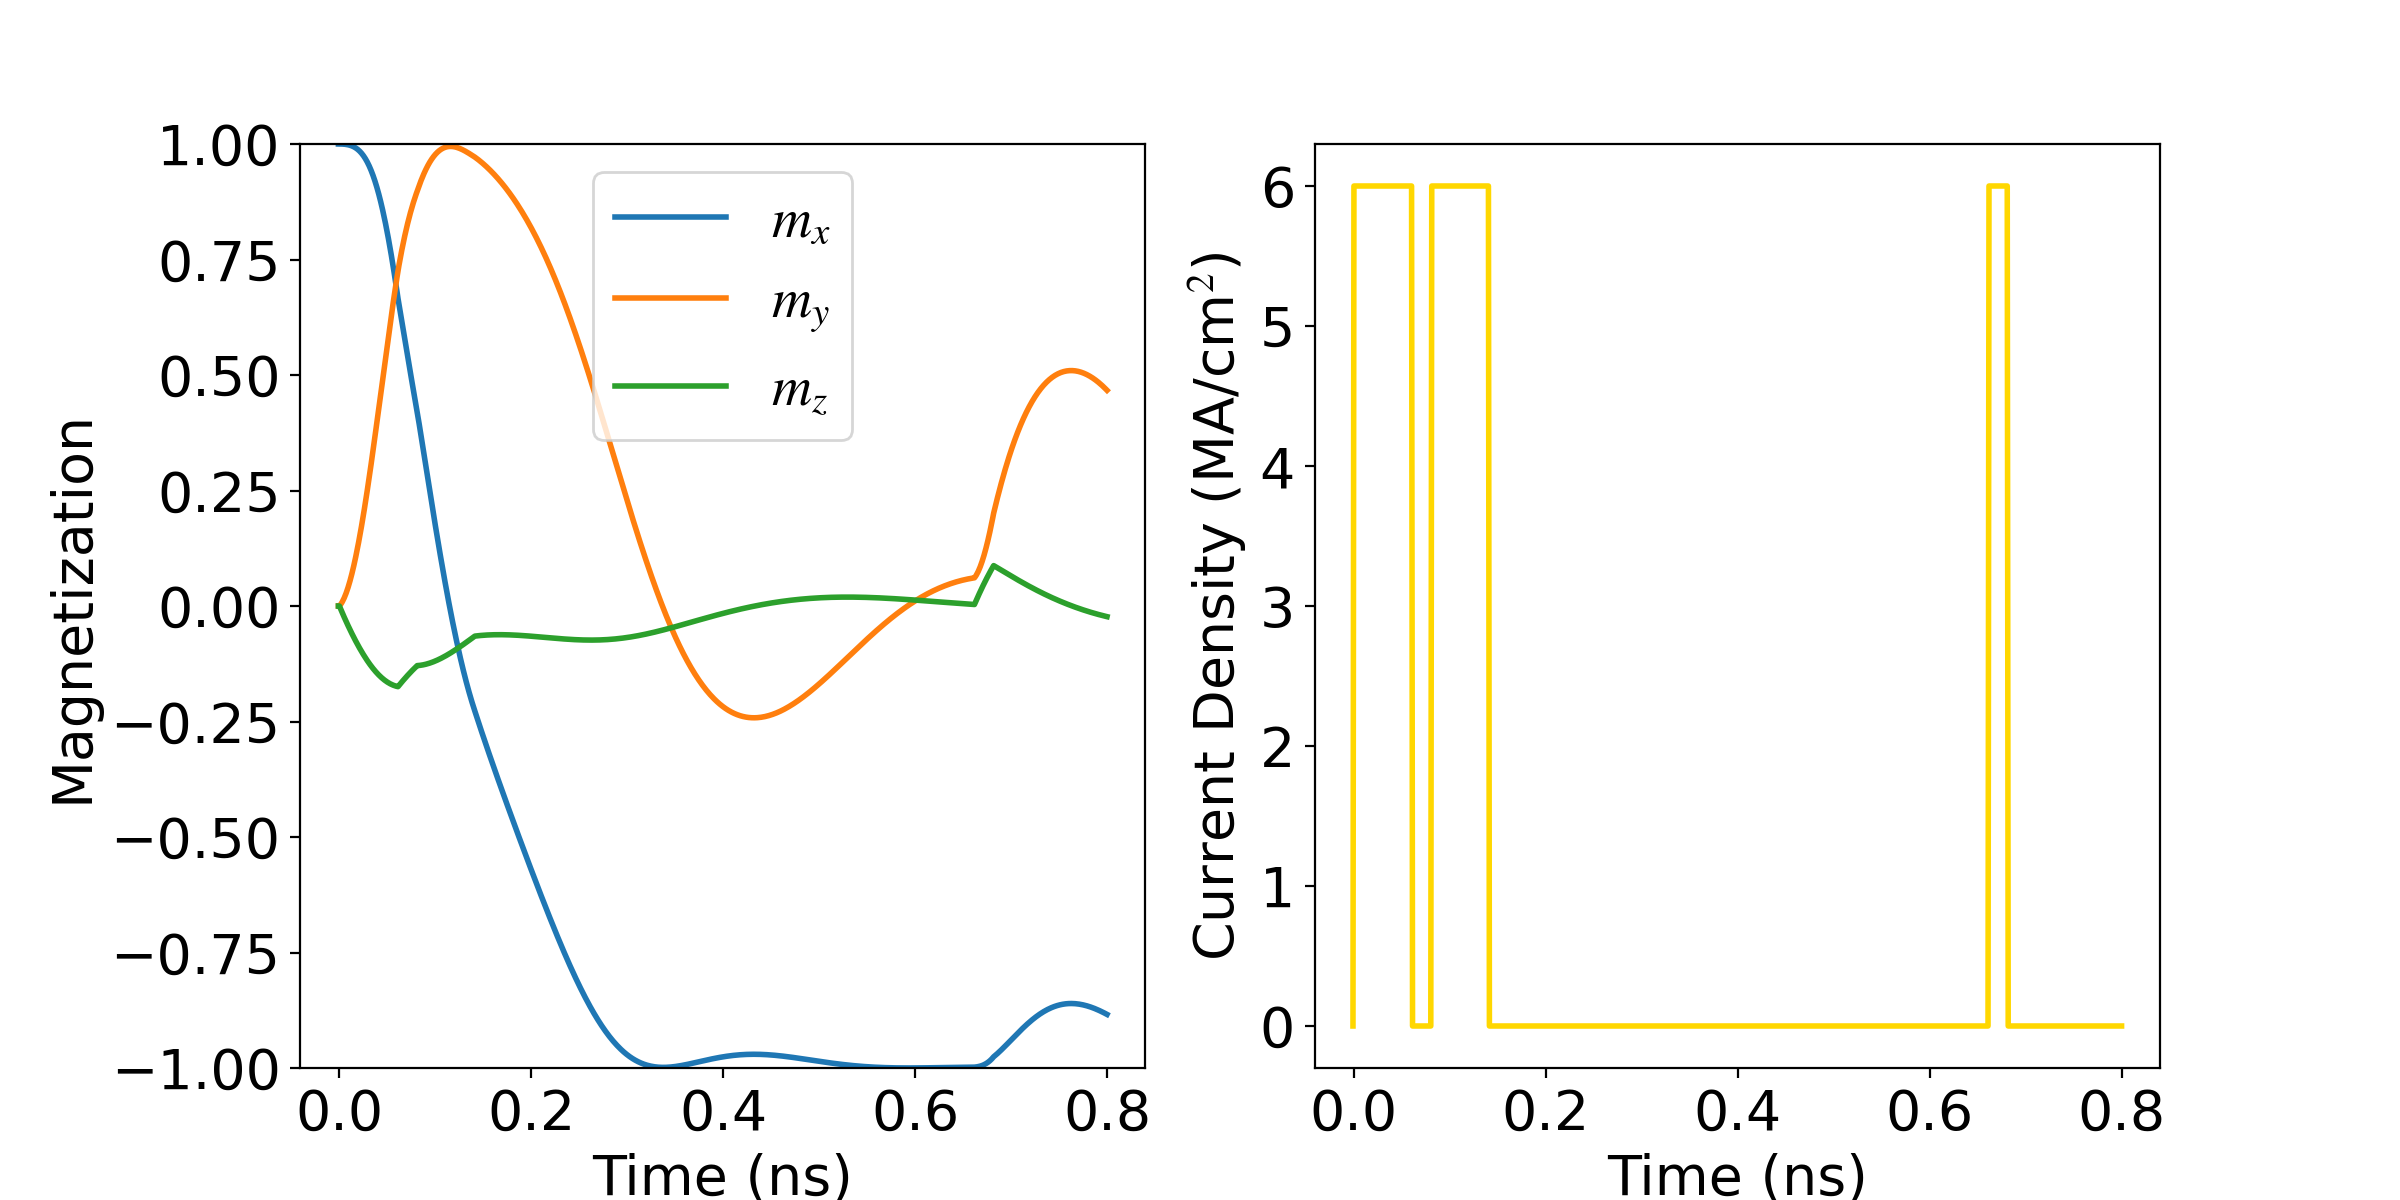 Magnetization
1.00
0.75
0.50
0.25
0.00
−0.25
−0.50
−0.75
−1.00
0.0 0.2 0.4 0.6 0.8
Time (ns)
m_x
m_y
m_z
Current Density (MA/cm²)
6
5
4
3
2
1
0
0.0 0.2 0.4 0.6 0.8
Time (ns)